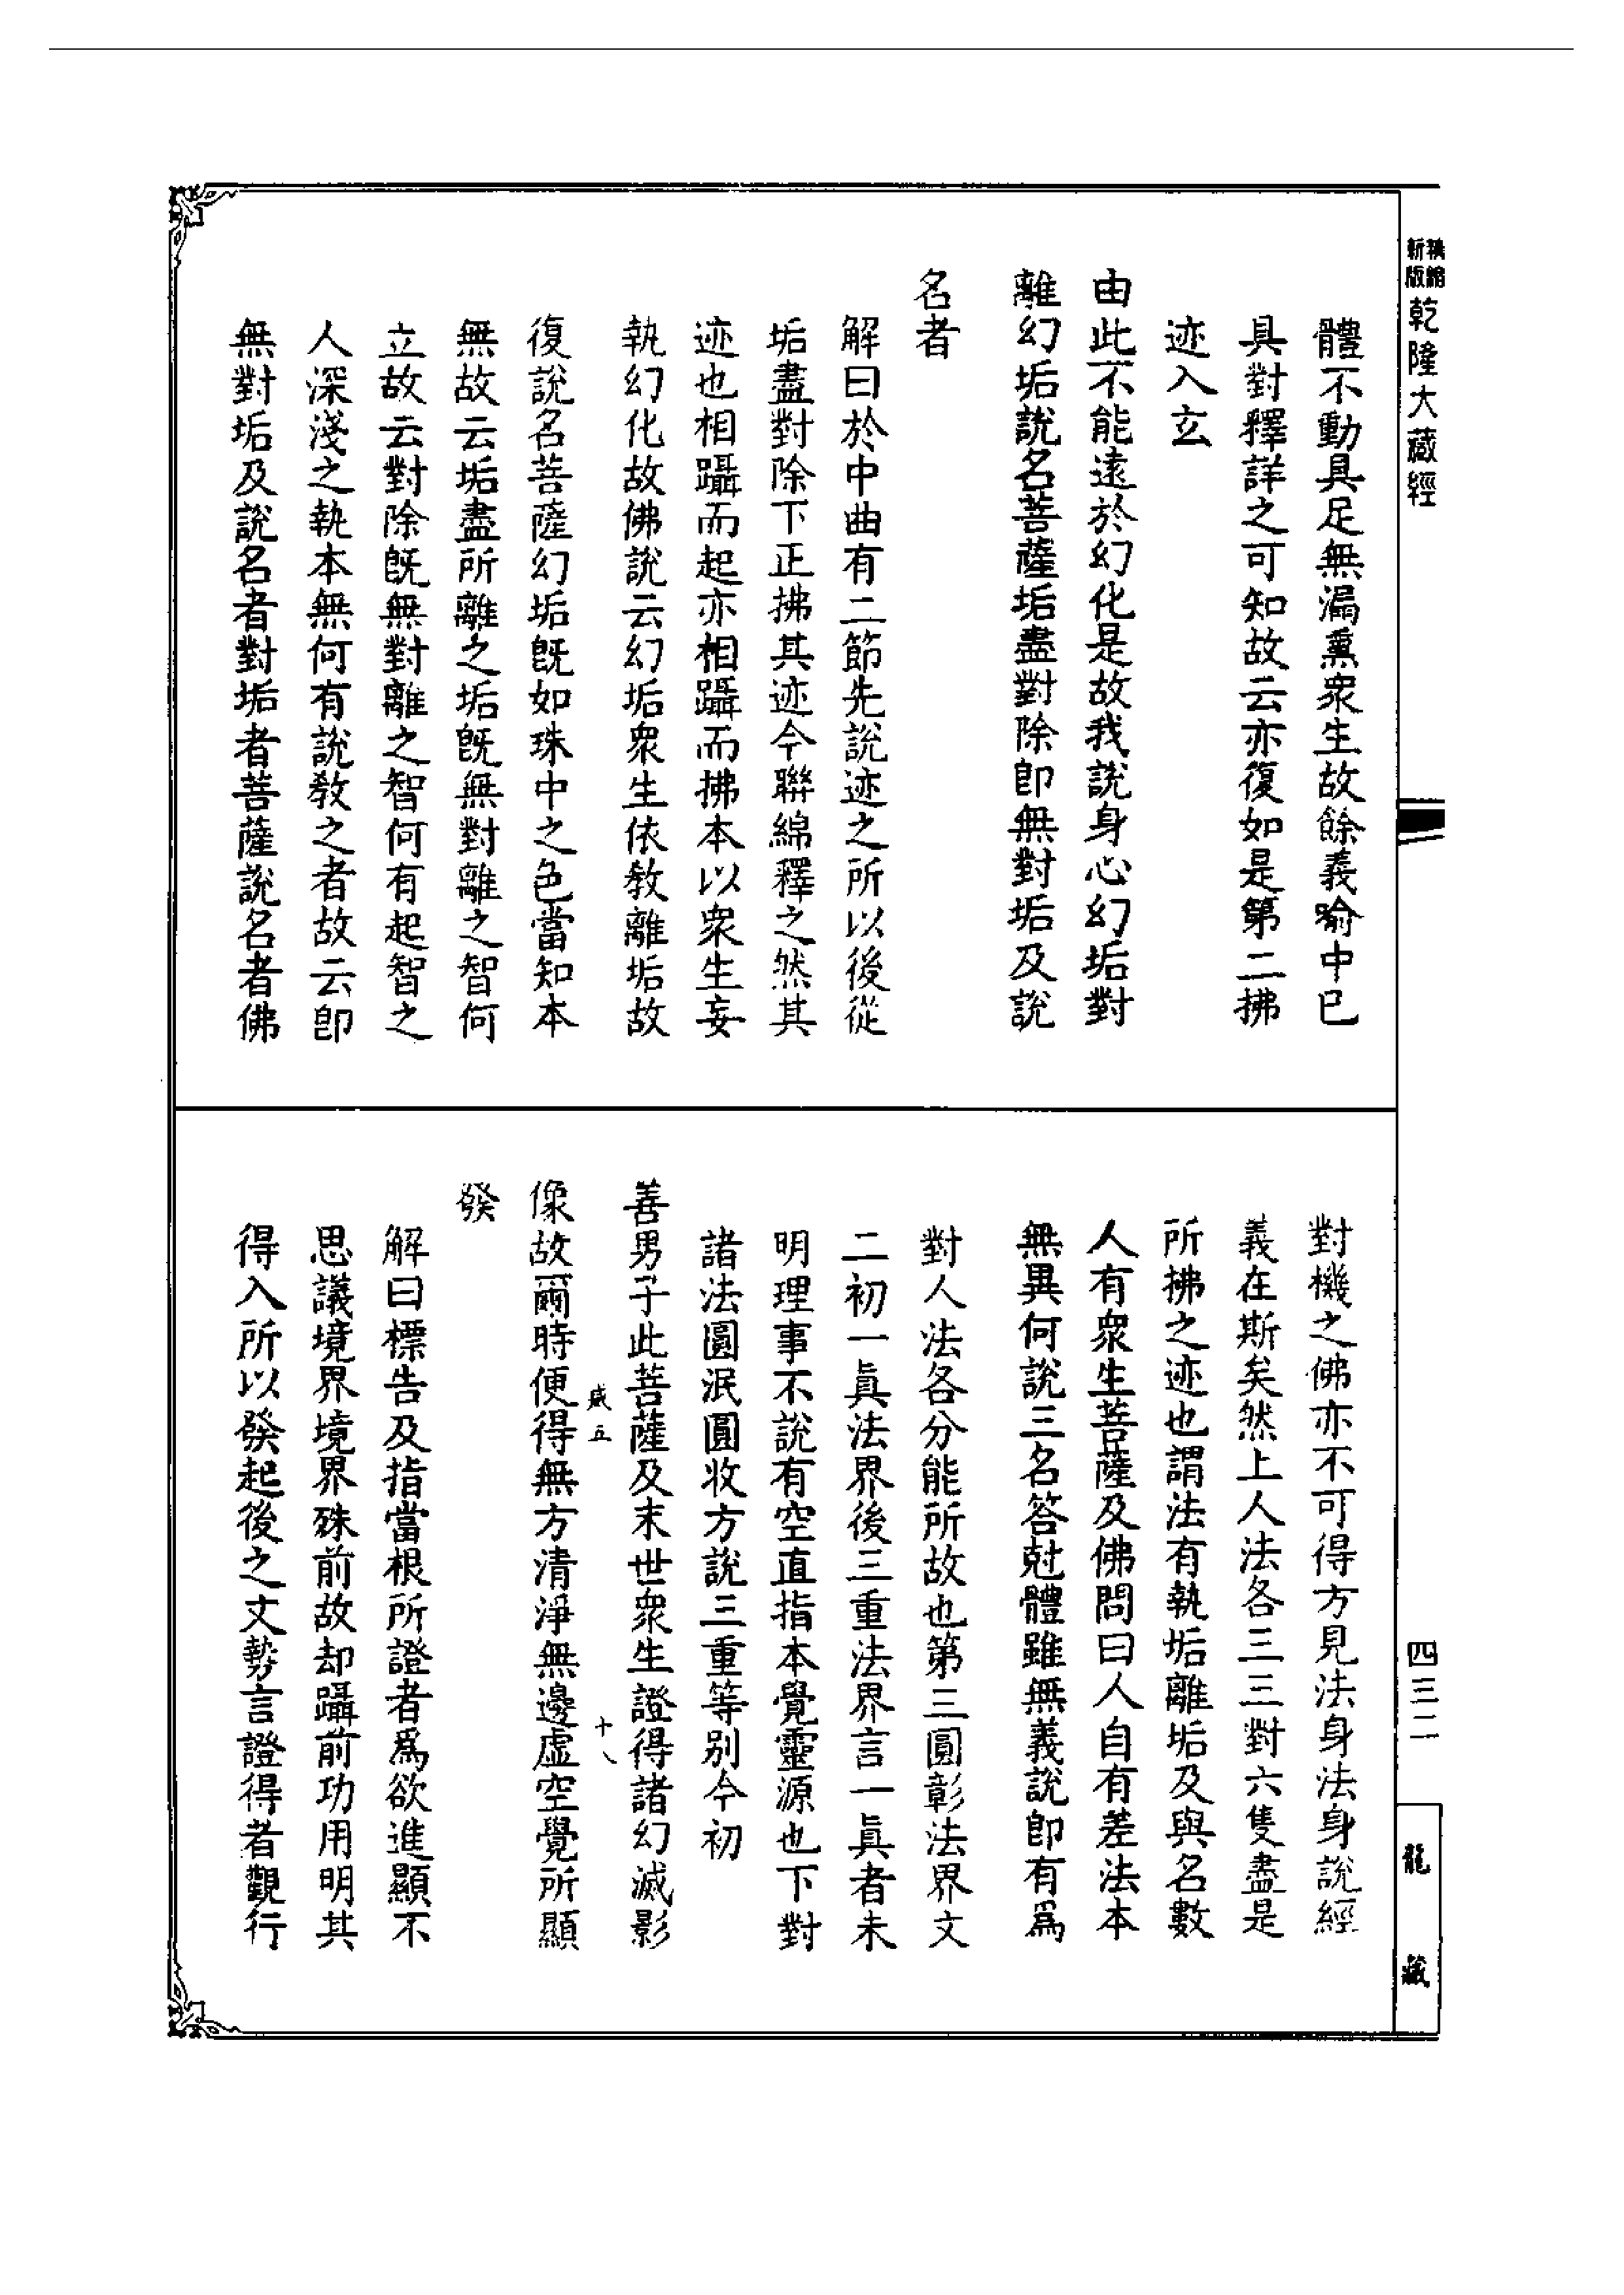 新版
乾隆大藏經
體不動具足無漏熏衆生故餘義喻中已
具對釋詳之可知故云亦復如是第二拂
迹入玄
由此不能遠於幻化是故我說身心幻垢對
離幻垢說名菩薩垢盡對除即無對垢及說
名者
解曰於中曲有二節先說迹之所以後從
垢盡對除下正拂其迹今聯綿釋之然其
迹也相躡而起亦相躡而拂本以衆生妄
執幻化故佛說云幻垢衆生依教離垢故
復說名菩薩幻垢旣如珠中之色當知本
無故云垢盡所離之垢旣無對離之智何
立故云對除旣無對離之智何有起智之
人深淺之執本無何有說教之者故云卽
無對垢及說名者對垢者菩薩說名者佛
對機之佛亦不可得方見法身法身說經
義在斯矣然上人法各三三對六隻盡是
所拂之迹也謂法有執垢離垢及與名數
人有衆生菩薩及佛問曰人自有差法本
無異何說三名答尅體雖無義說卽有爲
對人法各分能所故也第三圓彰法界文
二初一眞法界後三重法界言一眞者未
明理事不說有空直指本覺靈源也下對
諸法圓泯圓收方說三重等別今初
善男子此菩薩及末世衆生證得諸幻滅影
像故爾時便得無方清淨無邊虛空覺所顯
發
解曰標告及指當根所證者爲欲進顯不
思議境界境界殊前故却躡前功用明其
得入所以發起後之文勢言證得者觀行
五
十八
四三二
龍藏